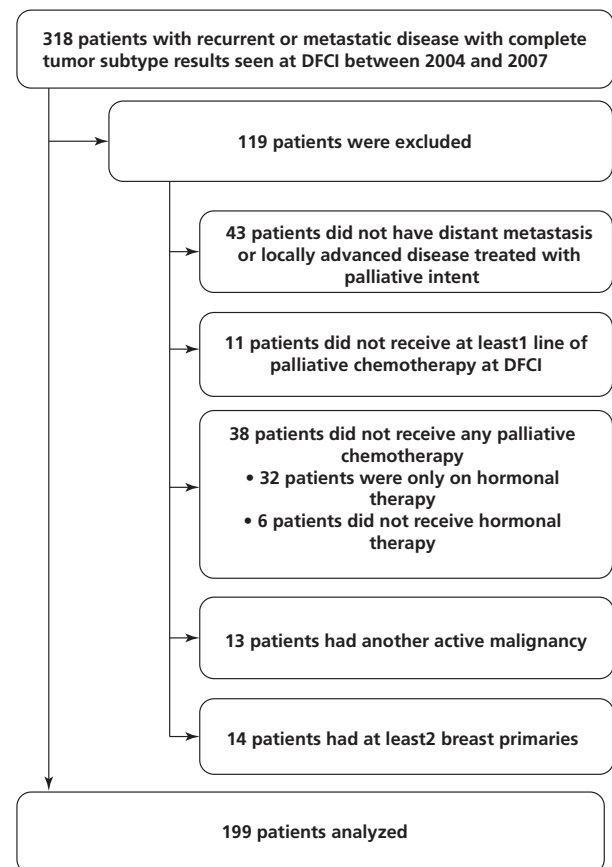 318 patients with recurrent or metastatic disease with complete
tumor subtype results seen at DFCI between 2004 and 2007
119 patients were excluded
43 patients did not have distant metastasis
or locally advanced disease treated with
palliative intent
11 patients did not receive at least1 line of
palliative chemotherapy at DFCI
38 patients did not receive any palliative
chemotherapy
• 32 patients were only on hormonal
therapy
• 6 patients did not receive hormonal
therapy
13 patients had another active malignancy
14 patients had at least2 breast primaries
199 patients analyzed